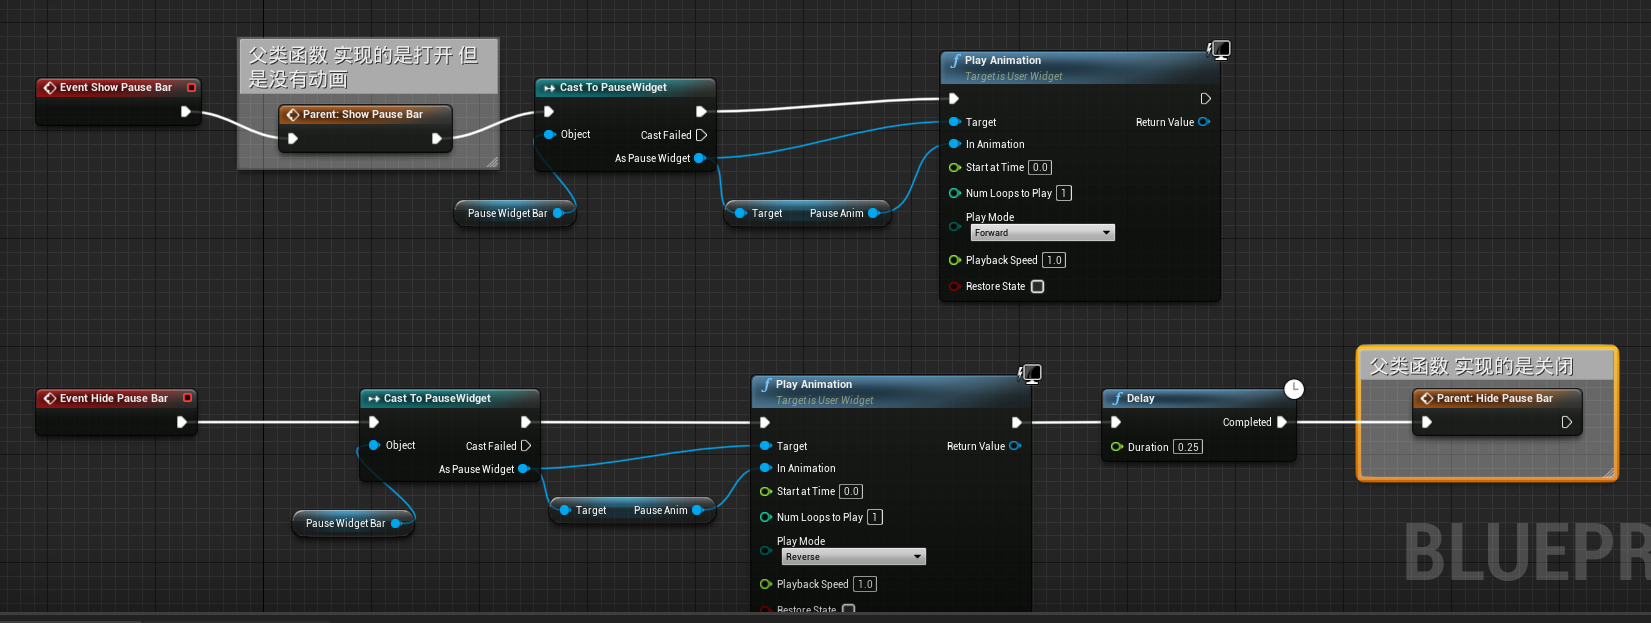 父类函数 实现的是打开 但
是没有动画
Event Show Pause Bar
Parent: Show Pause Bar
Cast To PauseWidget
Object
Cast Failed
As Pause Widget
Pause Widget Bar
Target
Pause Anim
Play Animation
Target is User Widget
Target
Return Value
In Animation
Start at Time 0.0
Num Loops to Play 1
Play Mode
Forward
Playback Speed 1.0
Restore State
Event Hide Pause Bar
Cast To PauseWidget
Object
Cast Failed
As Pause Widget
Pause Widget Bar
Target
Pause Anim
Play Animation
Target is User Widget
Target
Return Value
In Animation
Start at Time 0.0
Num Loops to Play 1
Play Mode
Reverse
Playback Speed 1.0
Restore State
Delay
Completed
Duration 0.25
父类函数 实现的是关闭
Parent: Hide Pause Bar
BLUEPR